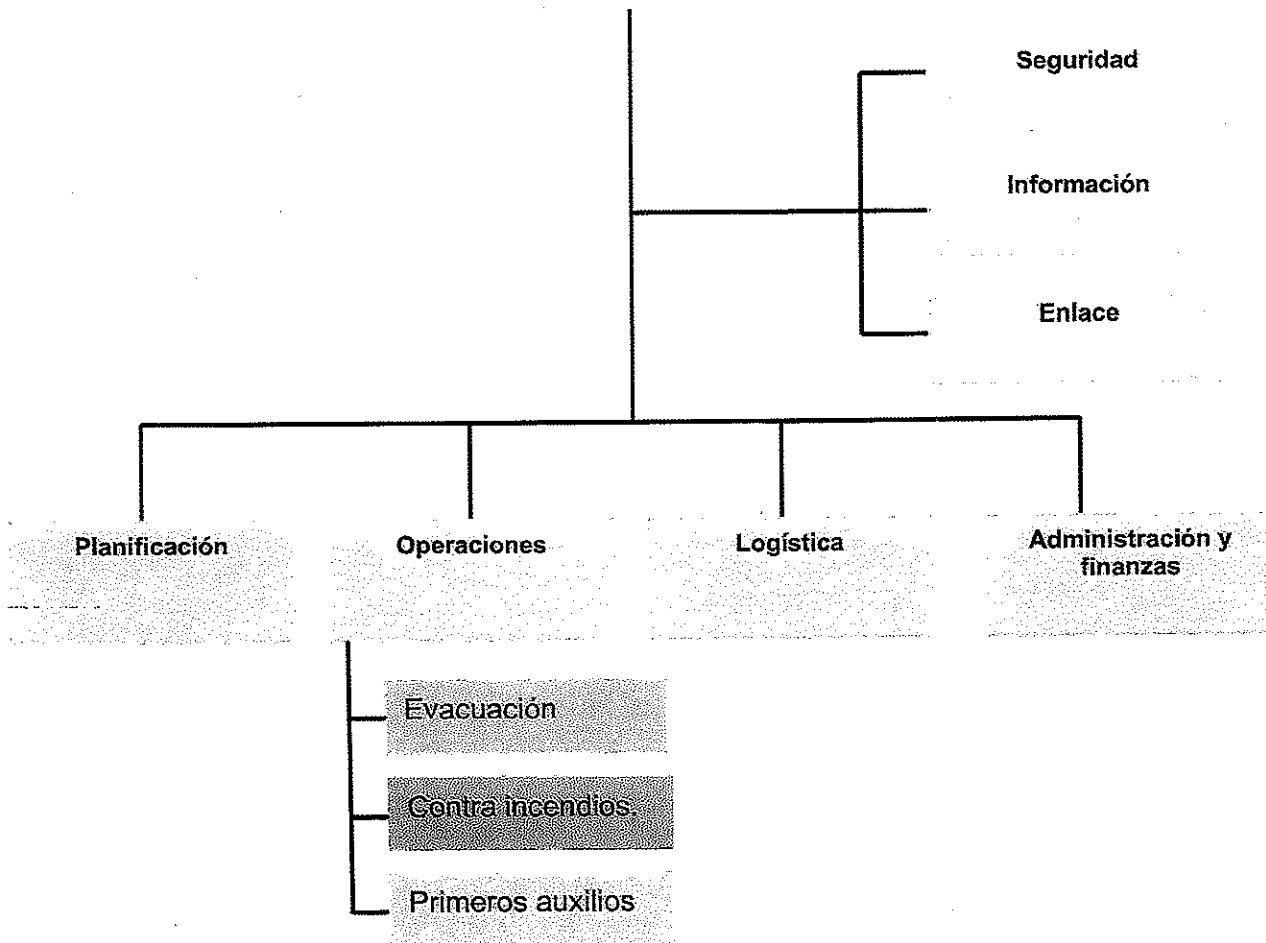 Seguridad
Información
Enlace
Planificación
Operaciones
Logística
Administración y
finanzas
Evacuación
Contra incendios.
Primeros auxilios